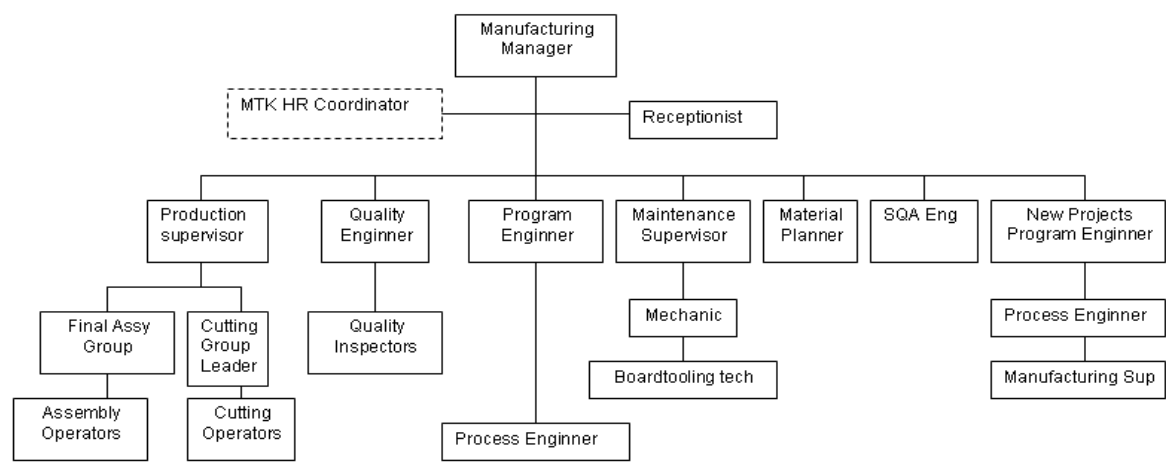 Manufacturing
Manager
MTK HR Coordinator
Receptionist
Production
supervisor
Quality
Enginner
Program
Enginner
Maintenance
Supervisor
Material
Planner
SQA Eng
New Projects
Program Enginner
Final Assy
Group
Cutting
Group
Leader
Quality
Inspectors
Mechanic
Process Enginner
Boardtooling tech
Manufacturing Sup
Assembly
Operators
Cutting
Operators
Process Enginner